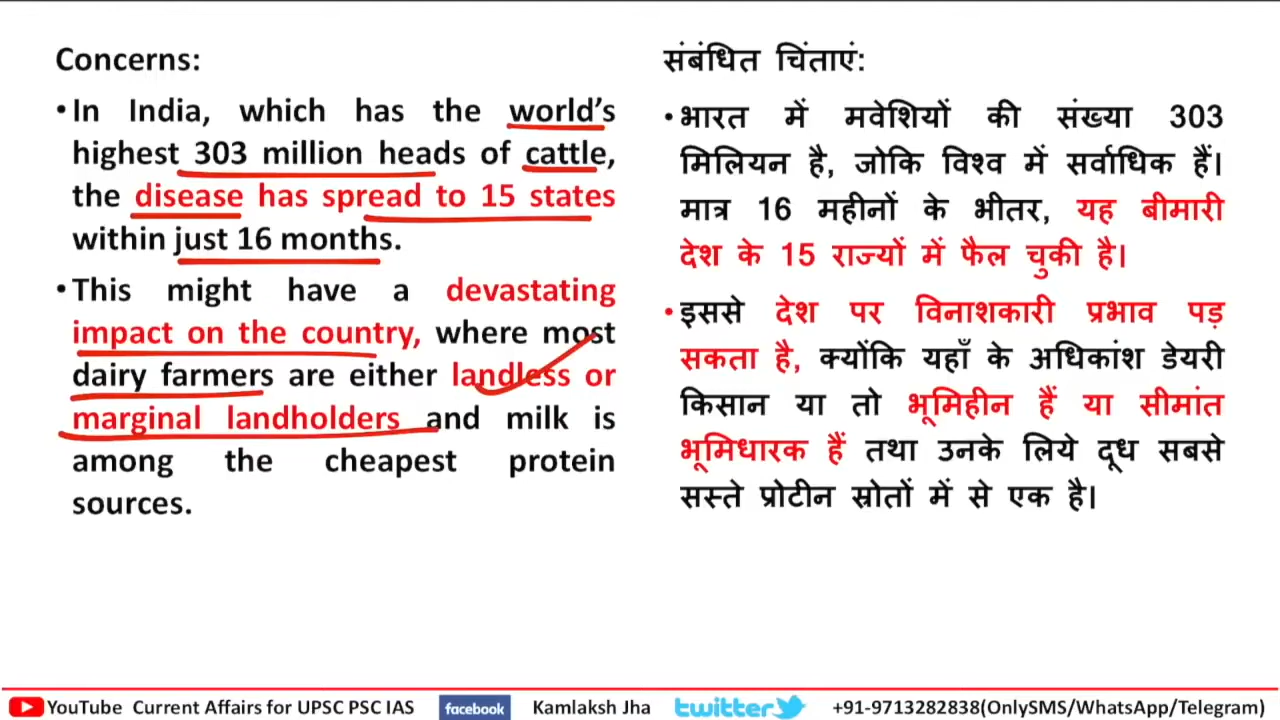 Concerns:
•In India, which has the world's
highest 303 million heads of cattle,
the disease has spread to 15 states
within just 16 months.
•This might have a devastating
impact on the country, where most
dairy farmers are either landless or
marginal landholders and milk is
among the cheapest protein
sources.
संबंधित चिंताएं:
•भारत में मवेशियों की संख्या 303
मिलियन है, जोकि विश्व में सर्वाधिक हैं।
मात्र 16 महीनों के भीतर, यह बीमारी
देश के 15 राज्यों में फैल चुकी है।
•इससे देश पर विनाशकारी प्रभाव पड़
सकता है, क्योंकि यहाँ के अधिकांश डेयरी
किसान या तो भूमिहीन हैं या सीमांत
भूमिधारक हैं तथा उनके लिये दूध सबसे
सस्ते प्रोटीन स्रोतों में से एक है।
YouTube Current Affairs for UPSC PSC IAS facebook Kamlaksh Jha twitter +91-9713282838(OnlySMS/WhatsApp/Telegram)